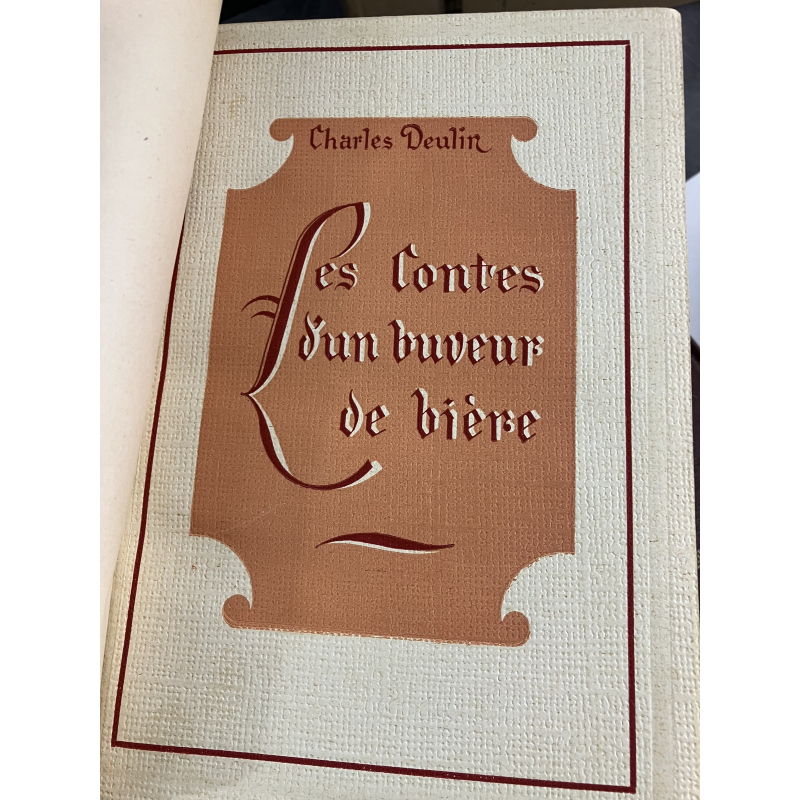 Charles Deulin
Les Contes
d'un buveur
de bière